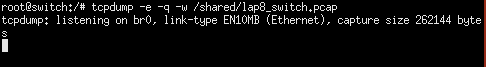 root@switch:/# tcpdump -e -q -w /shared/lap8_switch.pcap
tcpdump: listening on br0, link-type EN10MB (Ethernet), capture size 262144 byte
s